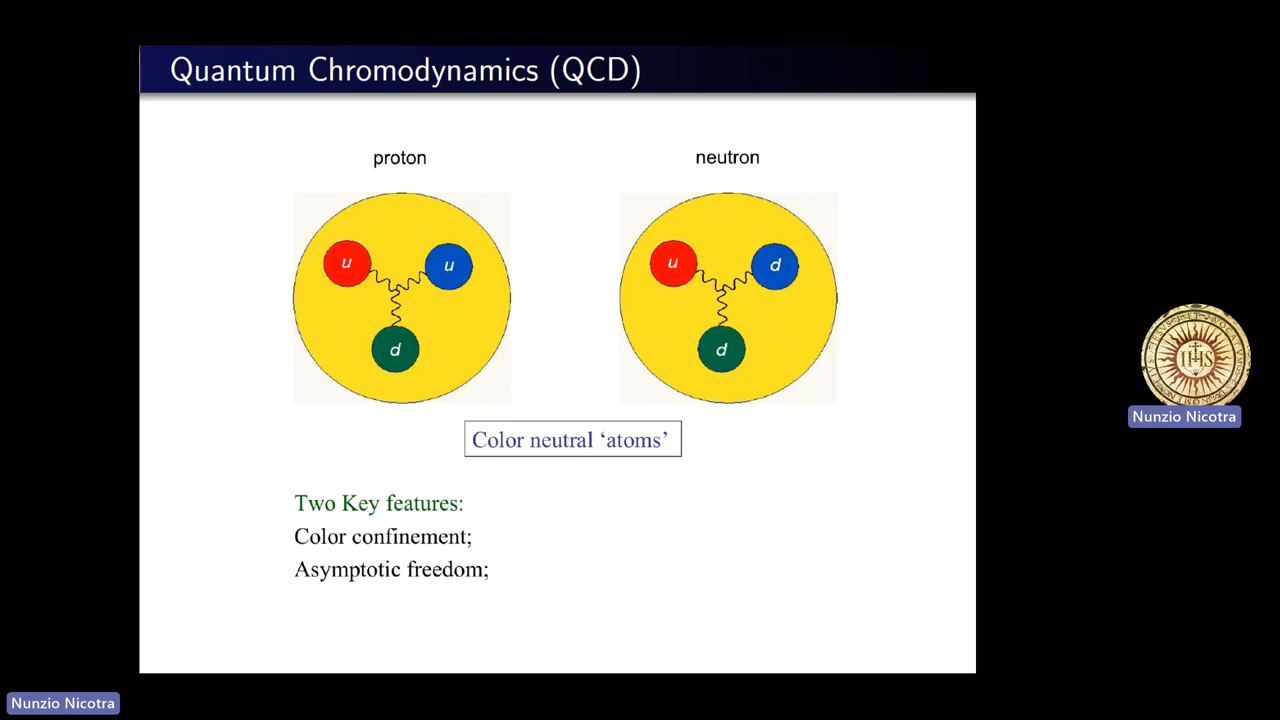 Quantum Chromodynamics (QCD)
proton
neutron
u
u
d
u
d
d
Color neutral ‘atoms’
Two Key features:
Color confinement;
Asymptotic freedom;
IHS
Nunzio Nicotra
Nunzio Nicotra